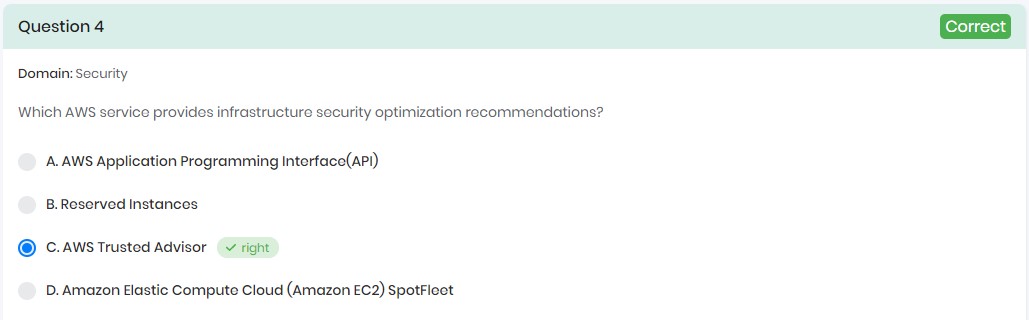 Question 4
Correct
Domain: Security
Which AWS service provides infrastructure security optimization recommendations?
A. AWS Application Programming Interface(API)
B. Reserved Instances
C. AWS Trusted Advisor right
D. Amazon Elastic Compute Cloud (Amazon EC2) SpotFleet